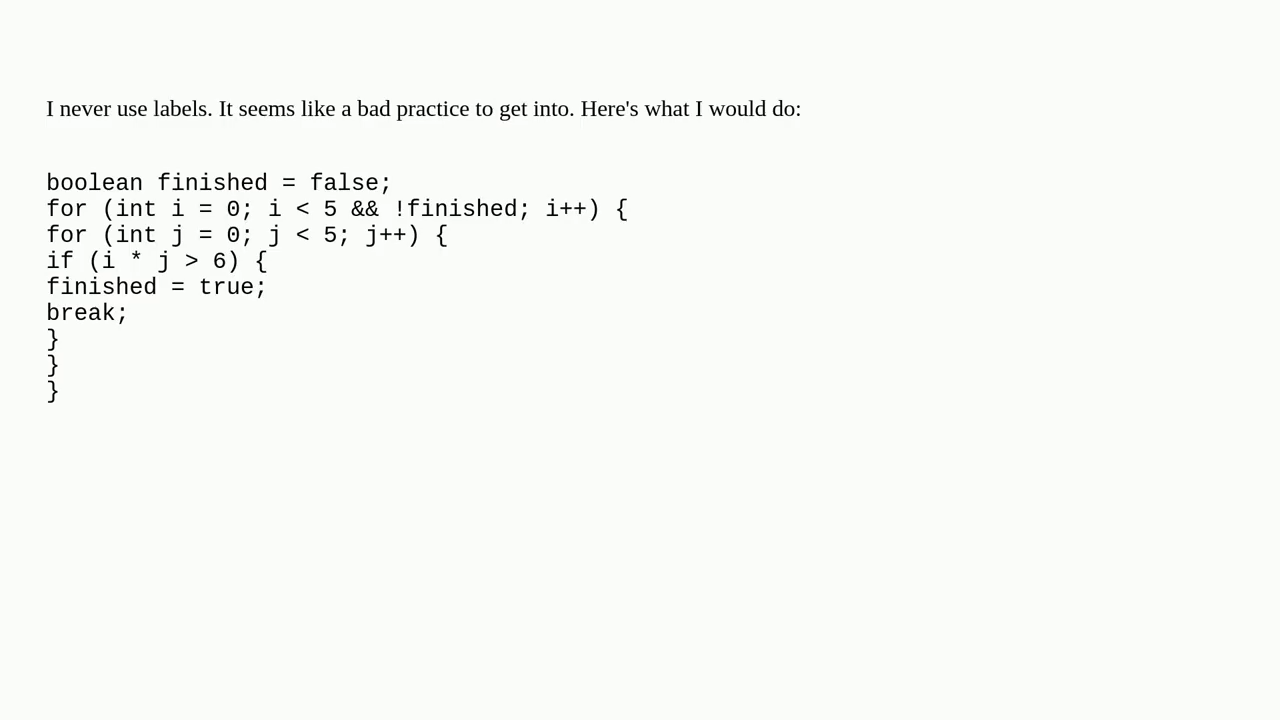 I never use labels. It seems like a bad practice to get into. Here's what I would do:
boolean finished = false;
for (int i = 0; i < 5 && !finished; i++) {
for (int j = 0; j < 5; j++) {
if (i * j > 6) {
finished = true;
break;
}
}
}